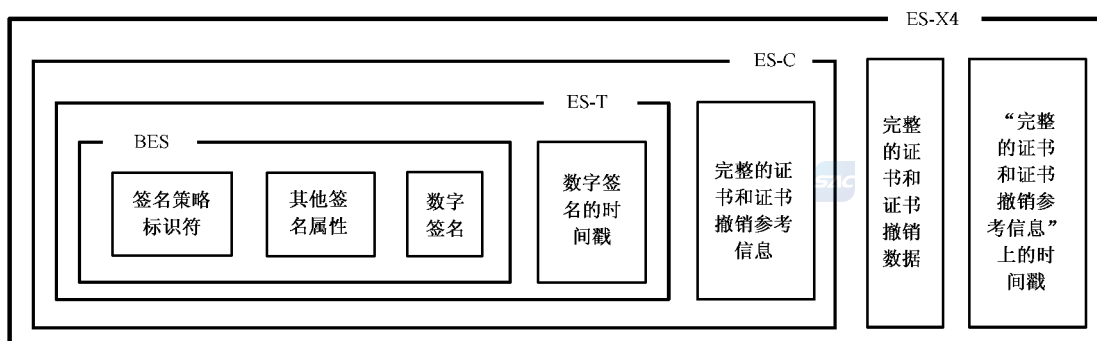 ES-X4
ES-C
ES-T
BES
签名策略
标识符
其他签
名属性
数字
签名
数字签
名的时
间戳
完整的证
书和证书
撤销参考
信息
完整
的证
书和
证书
撤销
数据
“完整
的证书
和证书
撤销参
考信息”
上的时
间戳
SAC